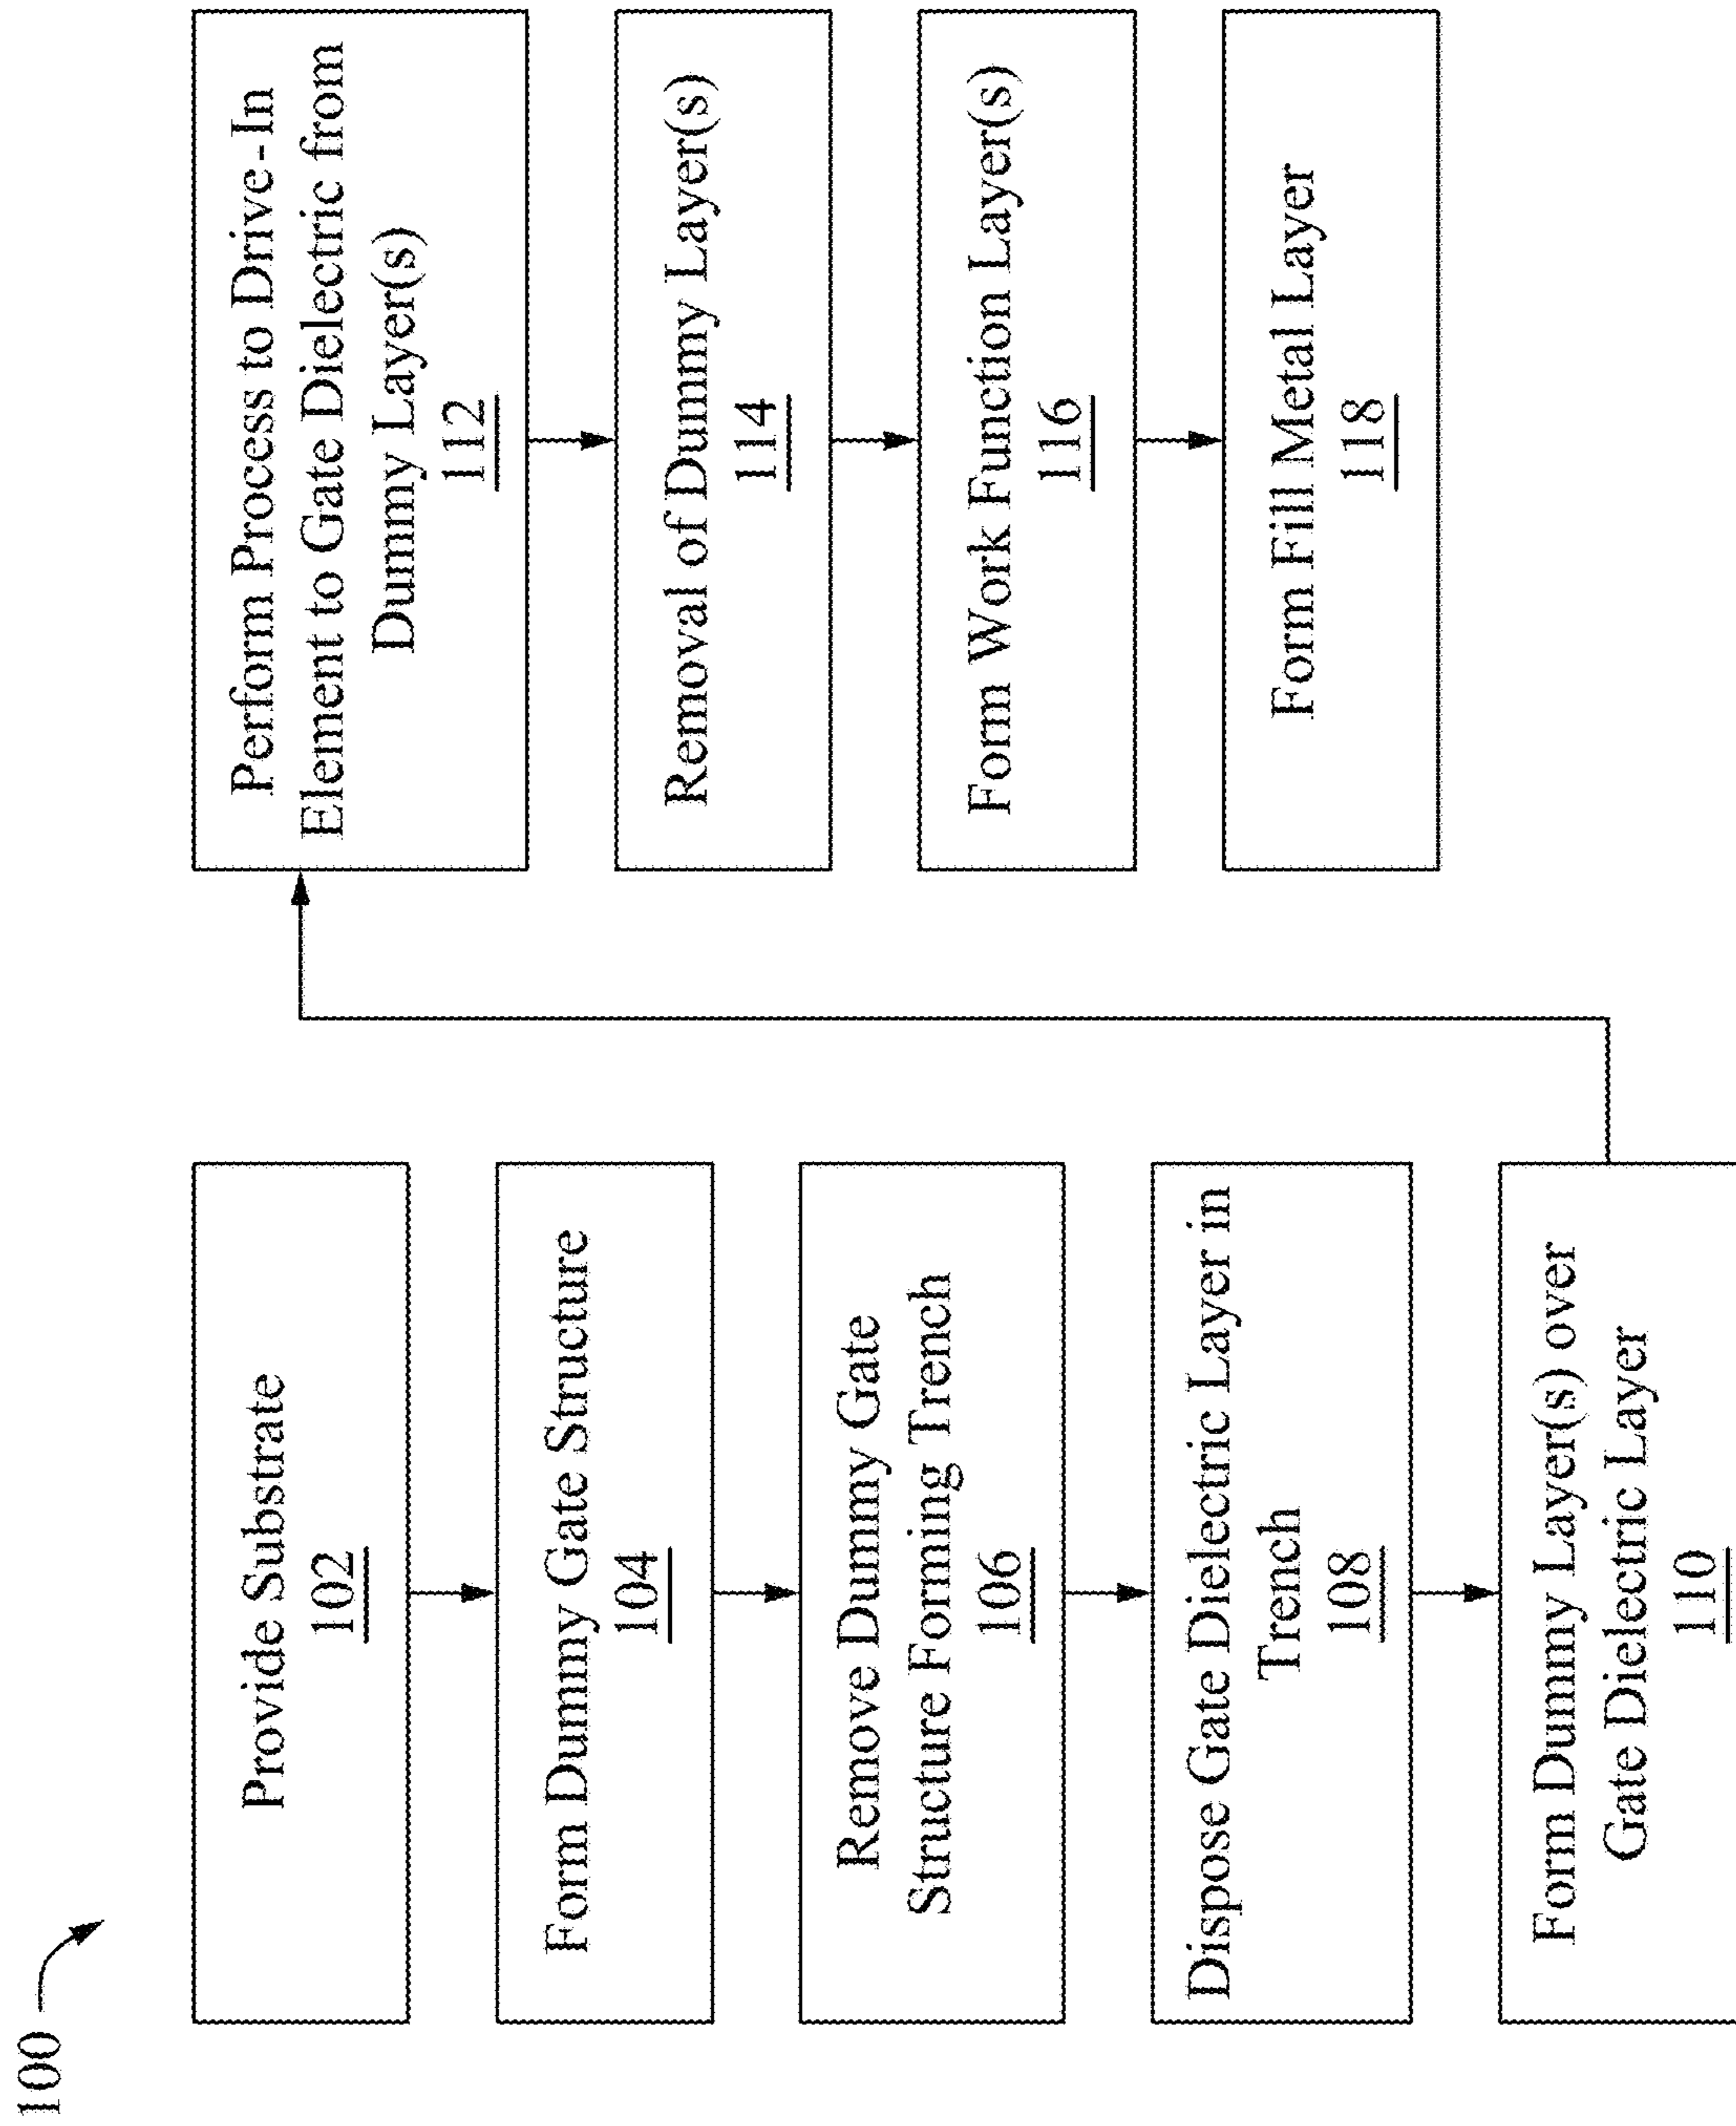 100
Provide Substrate
102
Form Dummy Gate Structure
104
Remove Dummy Gate
Structure Forming Trench
106
Dispose Gate Dielectric Layer in
Trench
108
Form Dummy Layer(s) over
Gate Dielectric Layer
110
Perform Process to Drive-In
Element to Gate Dielectric from
Dummy Layer(s)
112
Removal of Dummy Layer(s)
114
Form Work Function Layer(s)
116
Form Fill Metal Layer
118